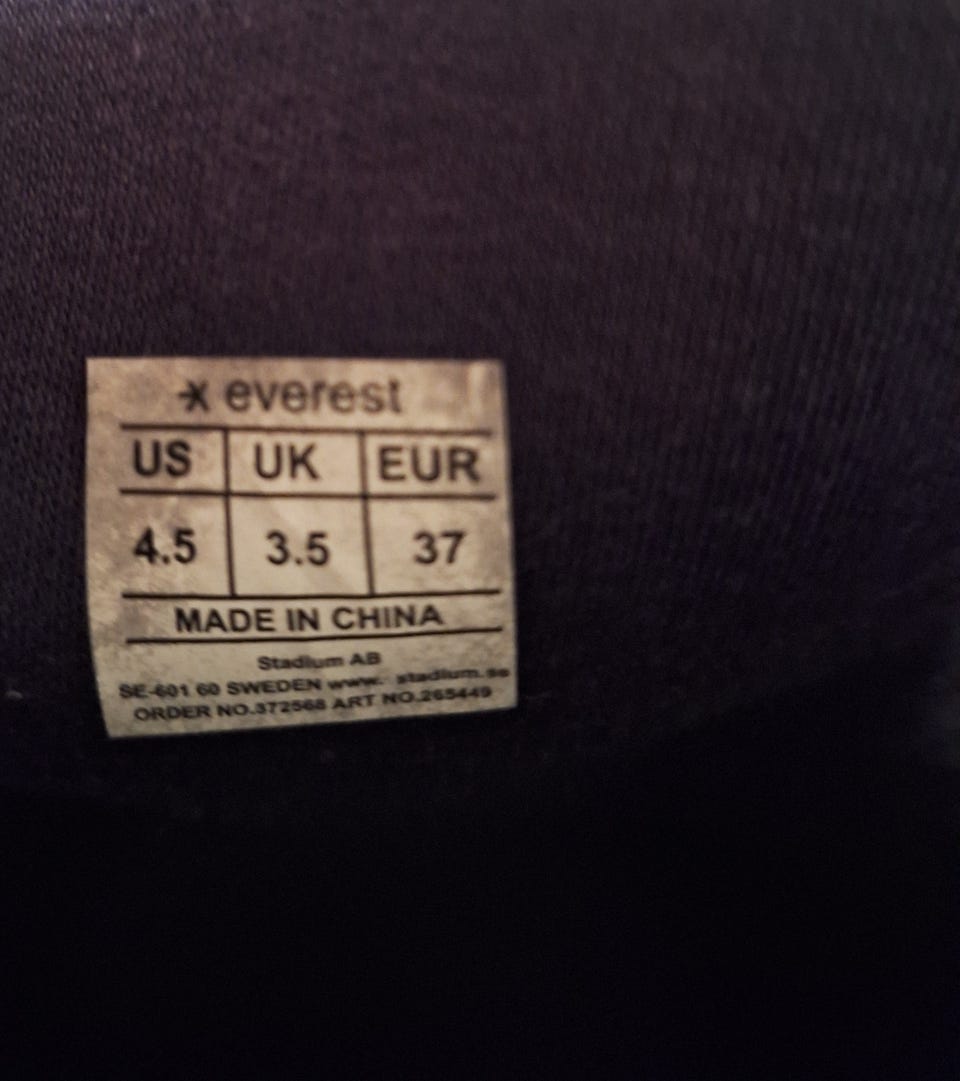 everest
US UK EUR
4.5 3.5 37
MADE IN CHINA
Stadium AB
SE-601 60 SWEDEN www. stadium.se
ORDER NO.372568 ART NO.265449